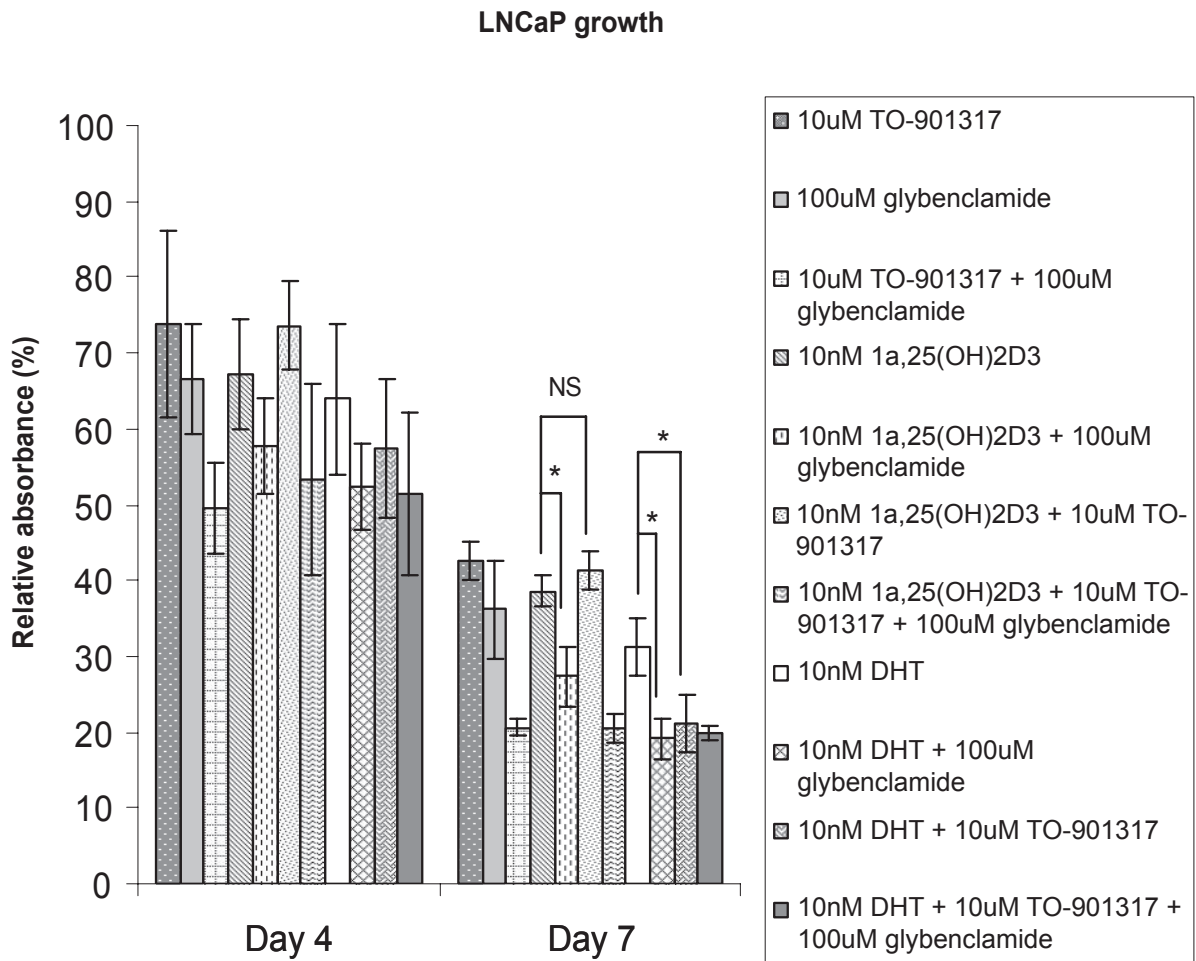 LNCaP growth
Relative absorbance (%)
100
90
80
70
60
50
40
30
20
10
0
NS
*
*
*
Day 4
Day 7
10uM TO-901317
100uM glybenclamide
10uM TO-901317 + 100uM
glybenclamide
10nM 1a,25(OH)2D3
10nM 1a,25(OH)2D3 + 100uM
glybenclamide
10nM 1a,25(OH)2D3 + 10uM TO-
901317
10nM 1a,25(OH)2D3 + 10uM TO-
901317 + 100uM glybenclamide
10nM DHT
10nM DHT + 100uM
glybenclamide
10nM DHT + 10uM TO-901317
10nM DHT + 10uM TO-901317 +
100uM glybenclamide